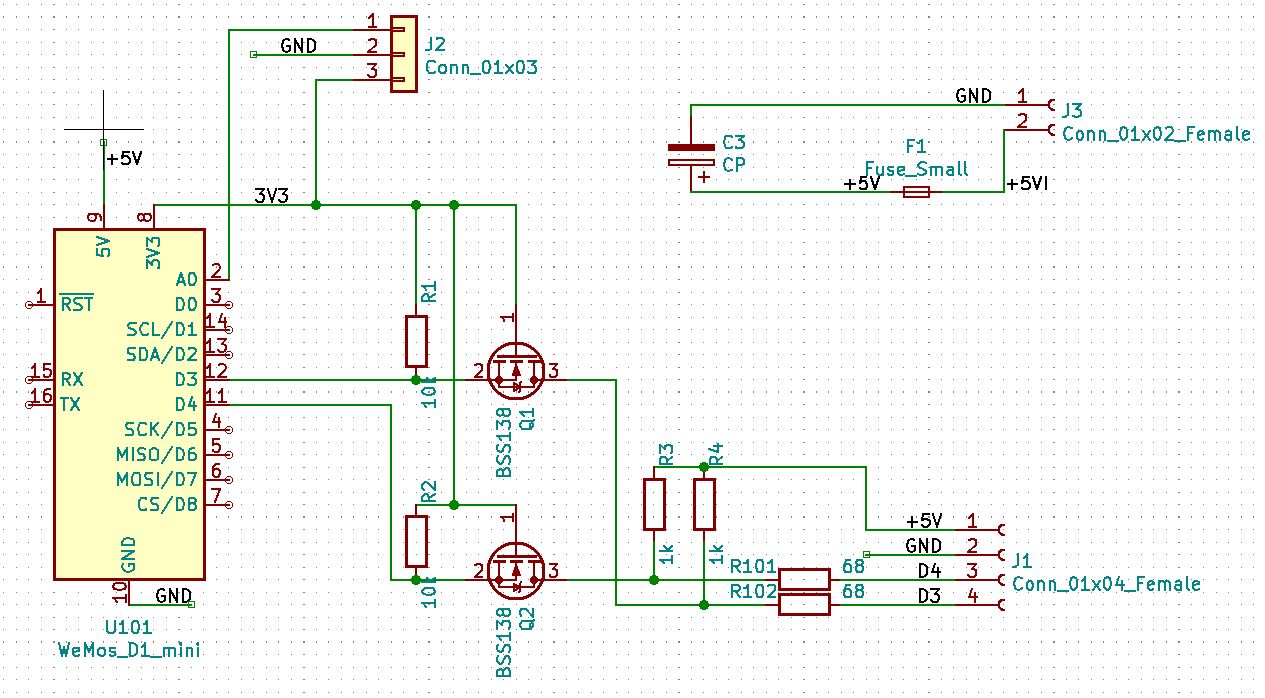 1
GND
2
3
J2
Conn_01x03
GND
1
2
J3
Conn_01x02_Female
C3
CP
+
F1
Fuse_Small
+5V
+5VI
+5V
3V3
9
8
5V
3V3
A0
2
1
RST
D0
3
SCL/D1
14
SDA/D2
13
15
RX
D3
12
16
TX
D4
11
SCK/D5
4
MISO/D6
5
MOSI/D7
6
CS/D8
7
GND
10
GND
U101
WeMos_D1_mini
R1
10k
1
2
3
BSS138
Q1
R2
10k
1
2
3
BSS138
Q2
R3
1k
R4
1k
R101
68
R102
68
+5V
1
GND
2
D4
3
D3
4
J1
Conn_01x04_Female